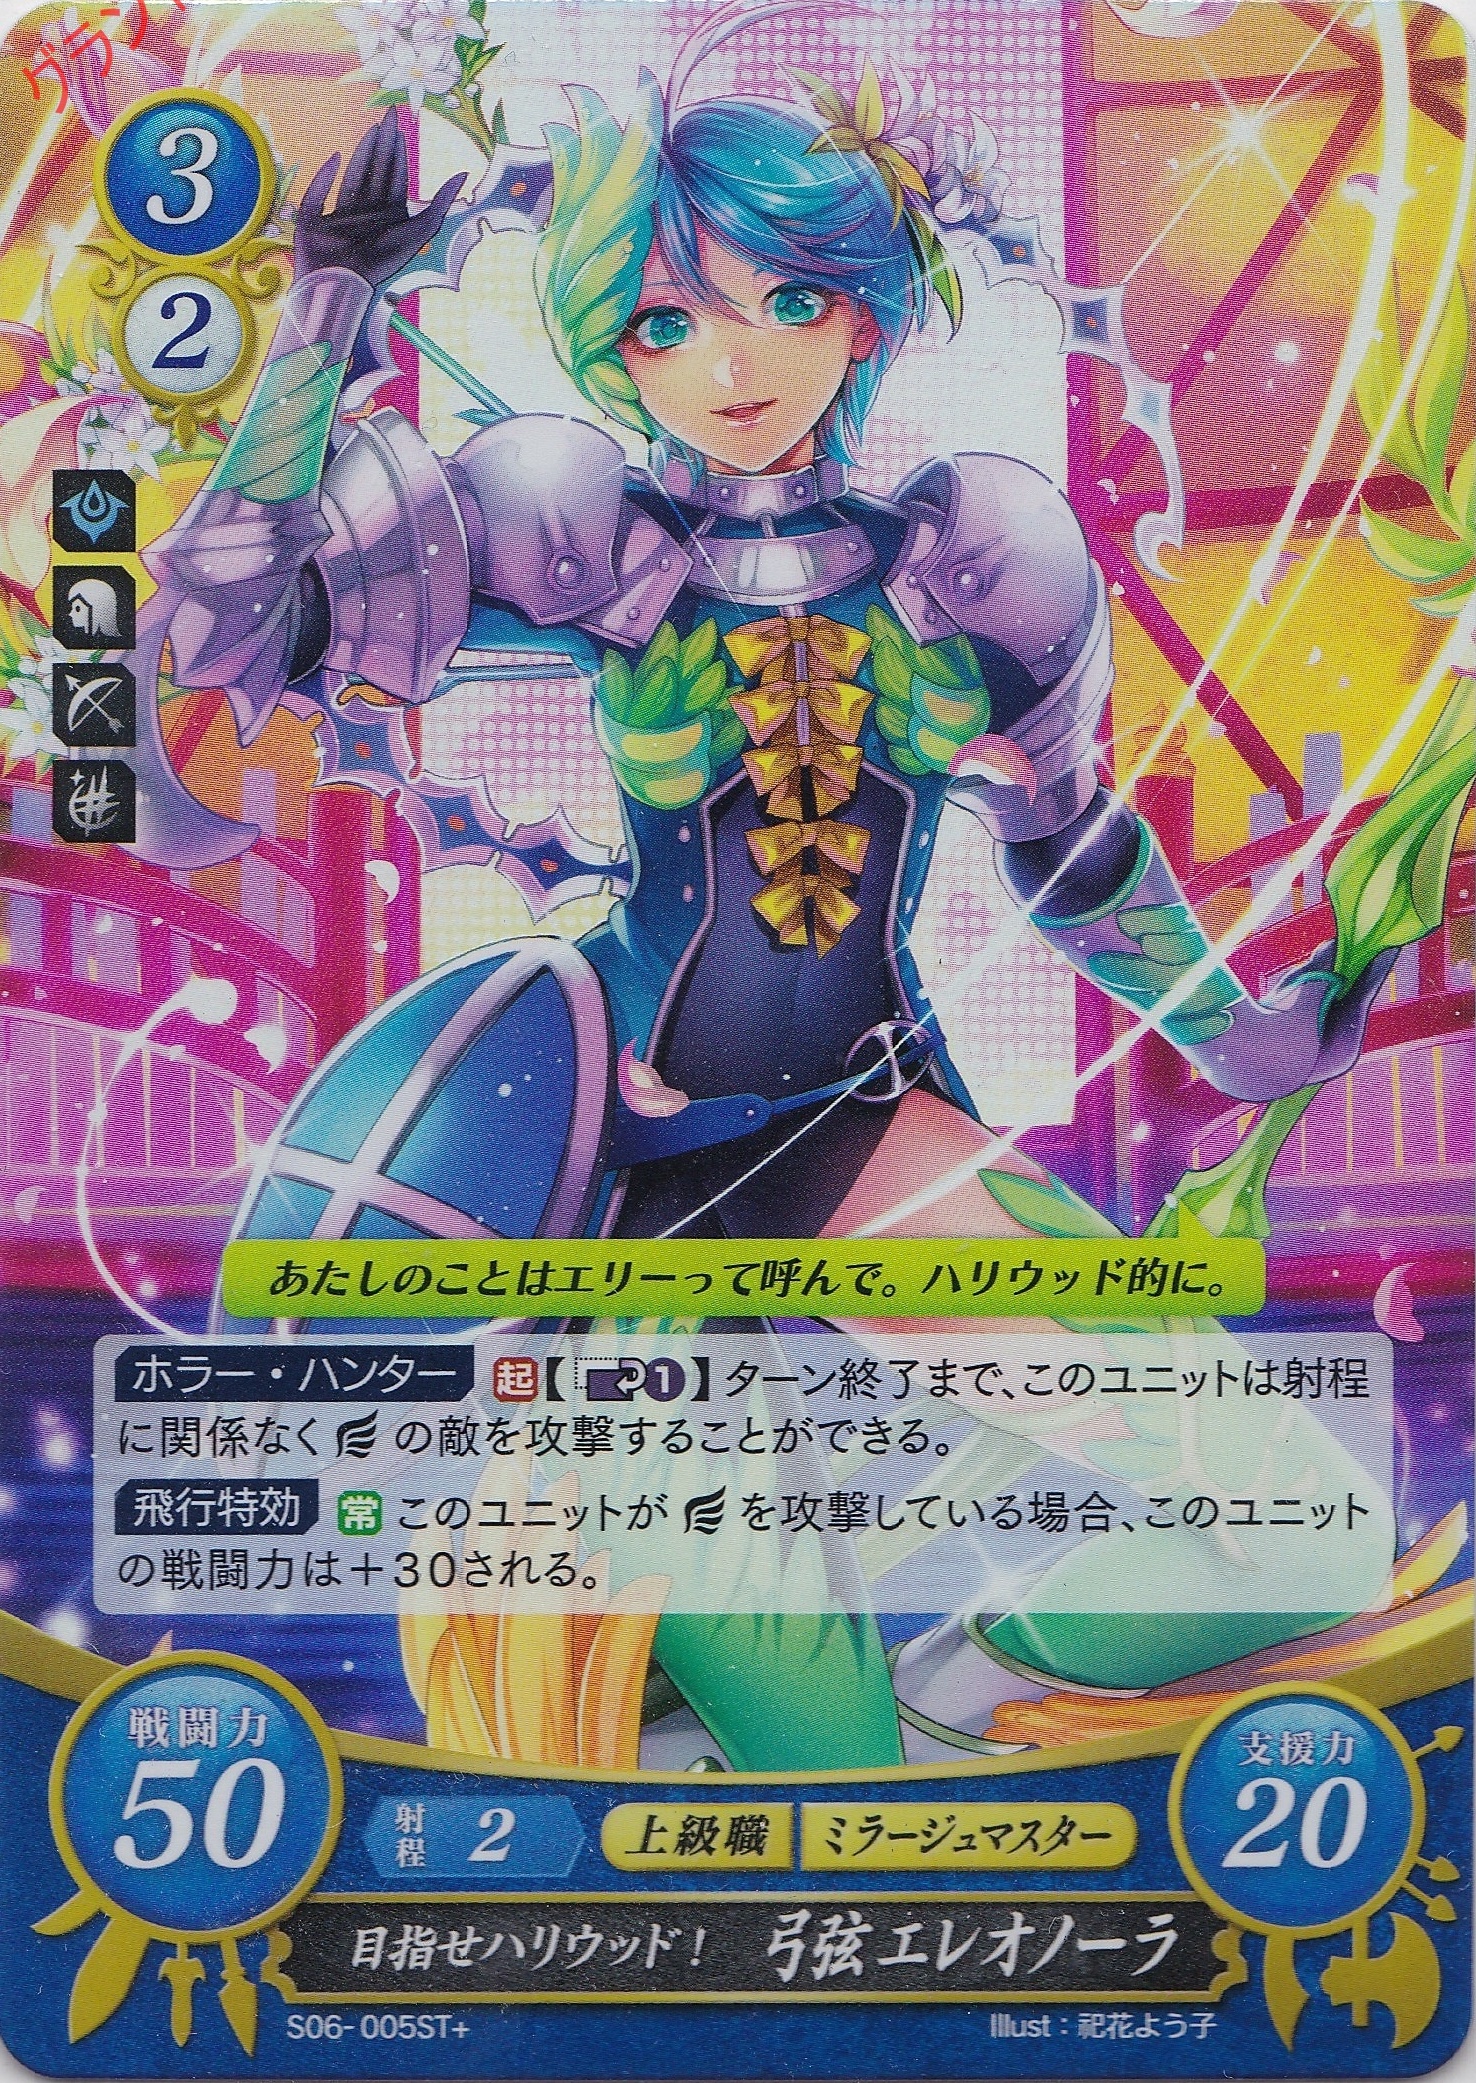 グラン
3
2
あたしのことはエリーって呼んで。ハリウッド的に。
ホラー・ハンター 起【1】ターン終了まで、このユニットは射程
に関係なく の敵を攻撃することができる。
飛行特効 常 このユニットが を攻撃している場合、このユニット
の戦闘力は+30される。
戦闘力
50
射程 2
上級職 ミラージュマスター
支援力
20
目指せハリウッド! 弓弦エレオノーラ
S06-005ST+
Illust:祀花よう子